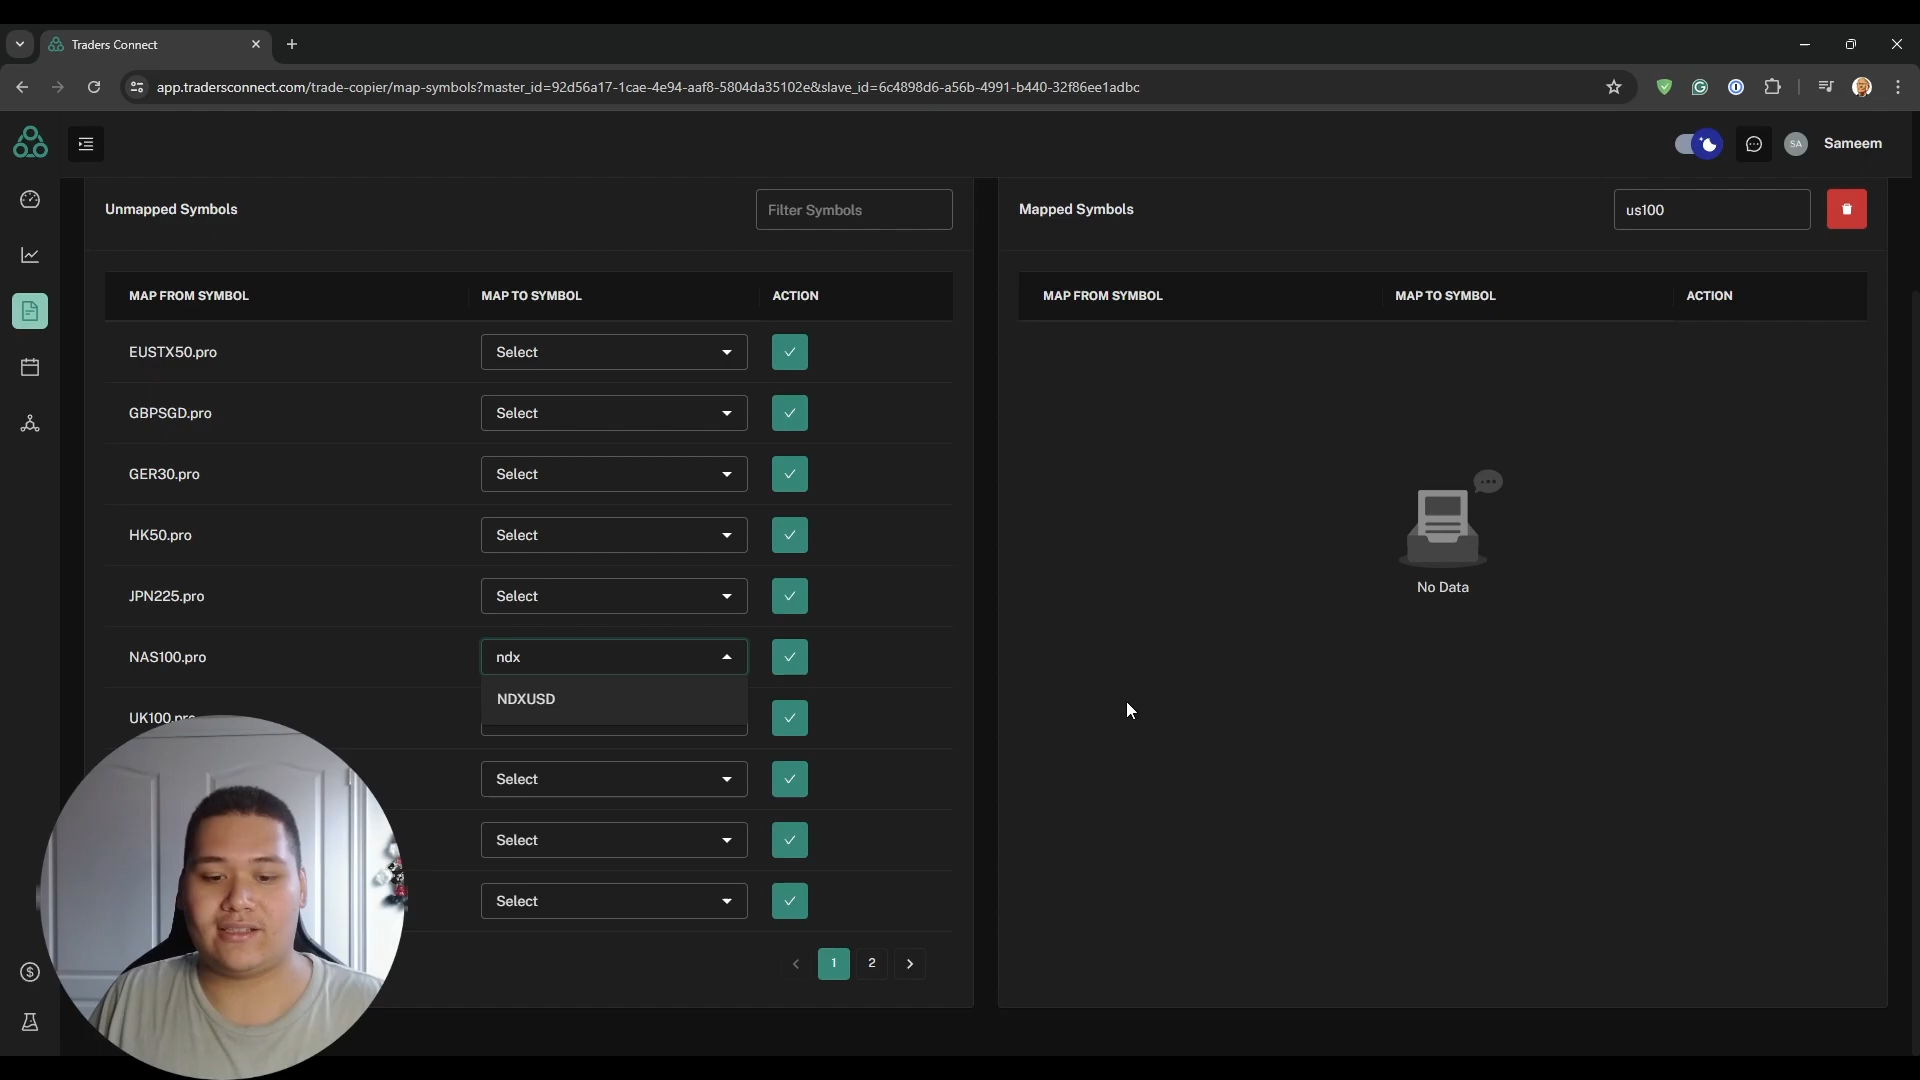 Traders Connect
app.tradersconnect.com/trade-copier/map-symbols?master_id=92d56a17-1cae-4e94-aaf8-5804da35102e&slave_id=6c4898d6-a56b-4991-b440-32f86ee1adbc
SA Sameem
Unmapped Symbols
Filter Symbols
Mapped Symbols
us100
MAP FROM SYMBOL MAP TO SYMBOL ACTION
MAP FROM SYMBOL MAP TO SYMBOL ACTION
EUSTX50.pro Select
GBPSGD.pro Select
GER30.pro Select
HK50.pro Select
JPN225.pro Select
No Data
NAS100.pro ndx
NDXUSD
UK100.pro
Select
Select
Select
1 2